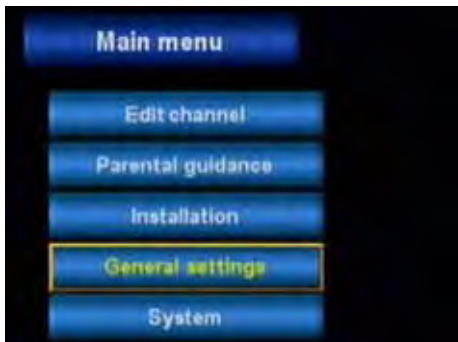 Main menu
Edit channel
Parental guidance
Installation
General settings
System